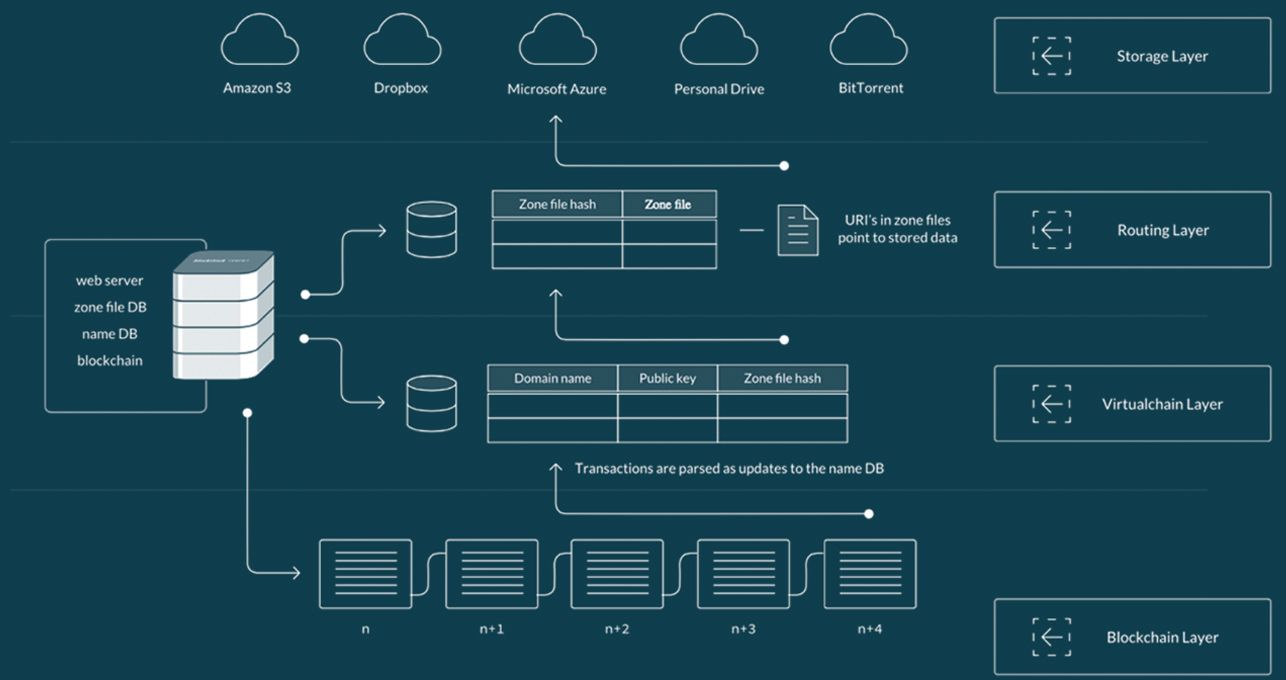 Amazon S3
Dropbox
Microsoft Azure
Personal Drive
BitTorrent
Storage Layer
Zone file hash
Zone file
URI's in zone files
point to stored data
Routing Layer
web server
zone file DB
name DB
blockchain
Domain name
Public key
Zone file hash
Virtualchain Layer
Transactions are parsed as updates to the name DB
n
n+1
n+2
n+3
n+4
Blockchain Layer